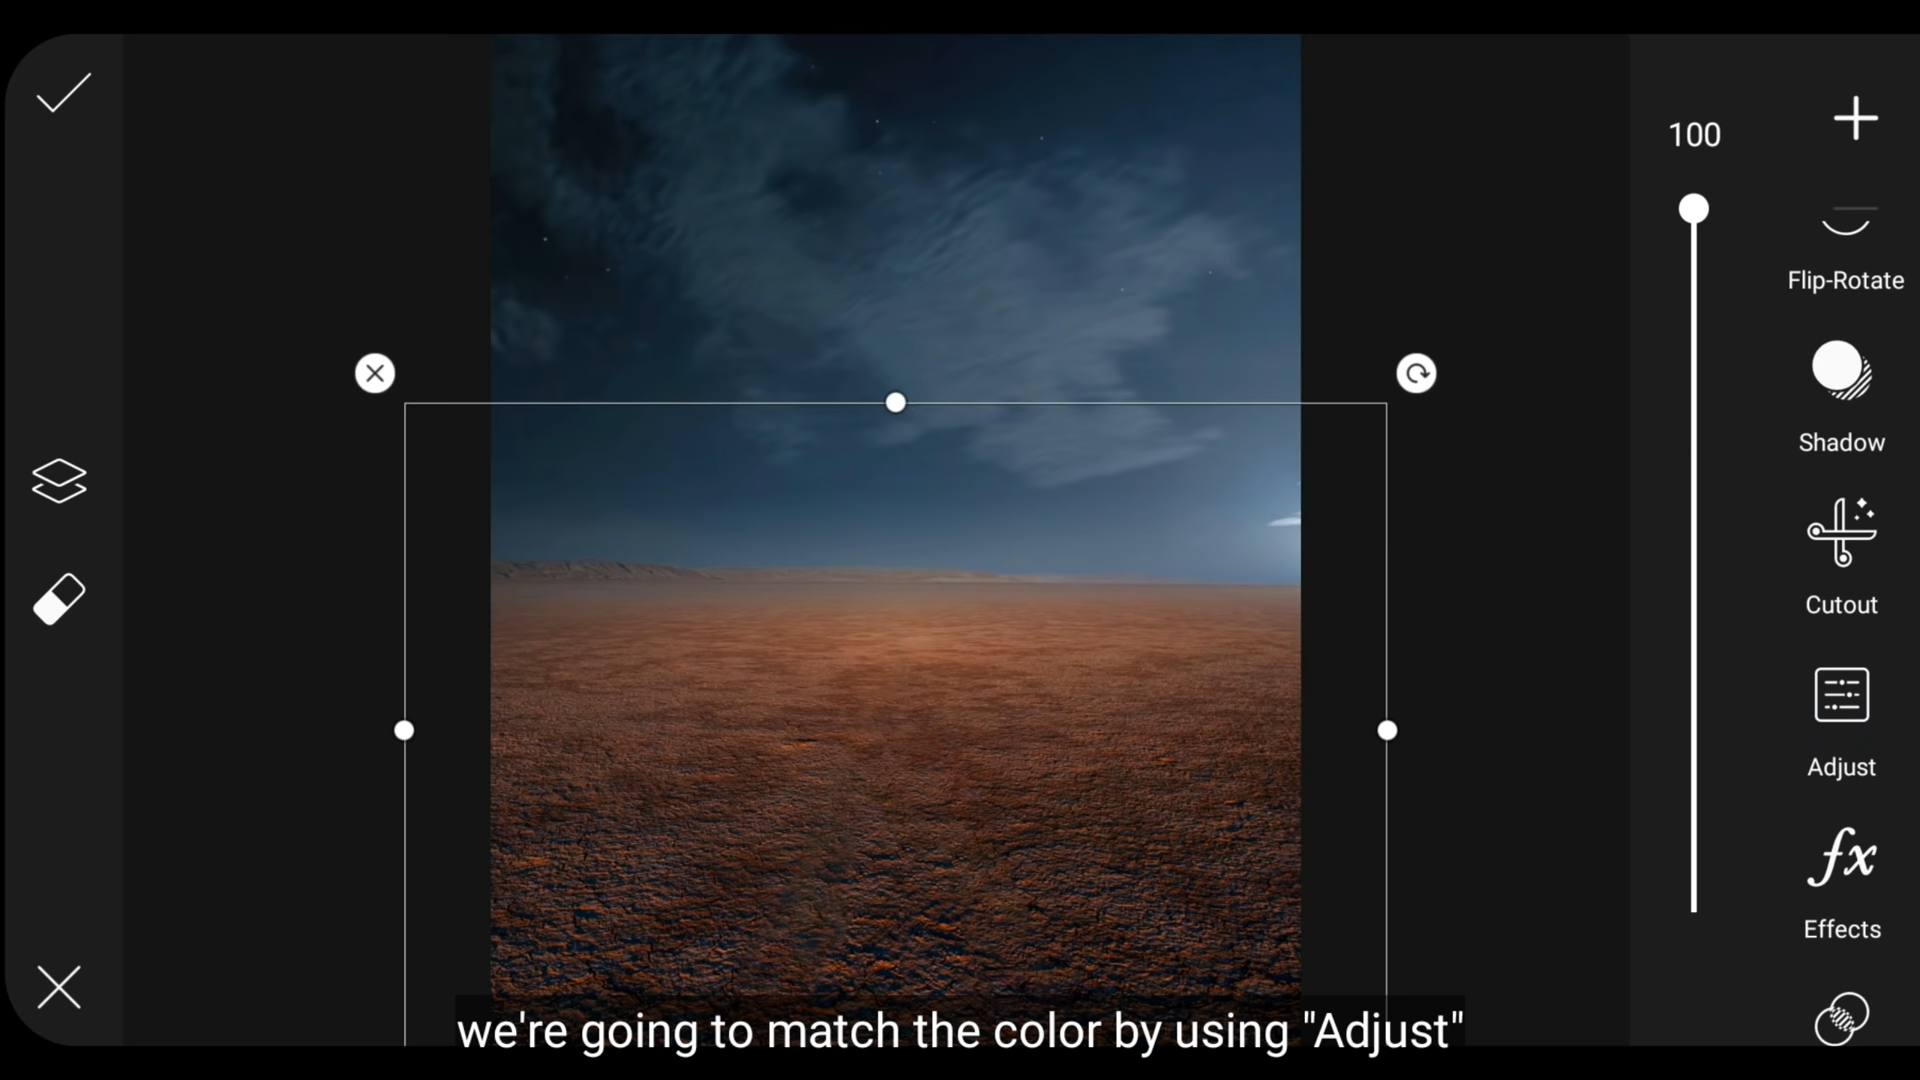 100
Flip-Rotate
Shadow
Cutout
Adjust
fx
Effects
we're going to match the color by using "Adjust"